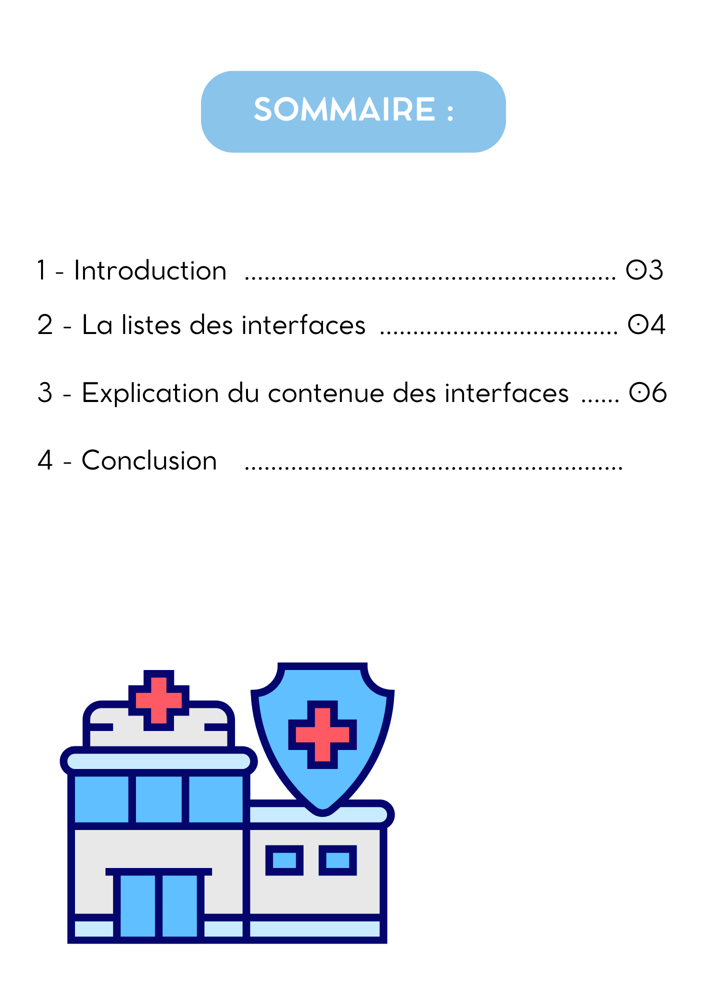 SOMMAIRE :
1 - Introduction ........................................................ 03
2 - La listes des interfaces .................................... 04
3 - Explication du contenue des interfaces ...... 06
4 - Conclusion .........................................................